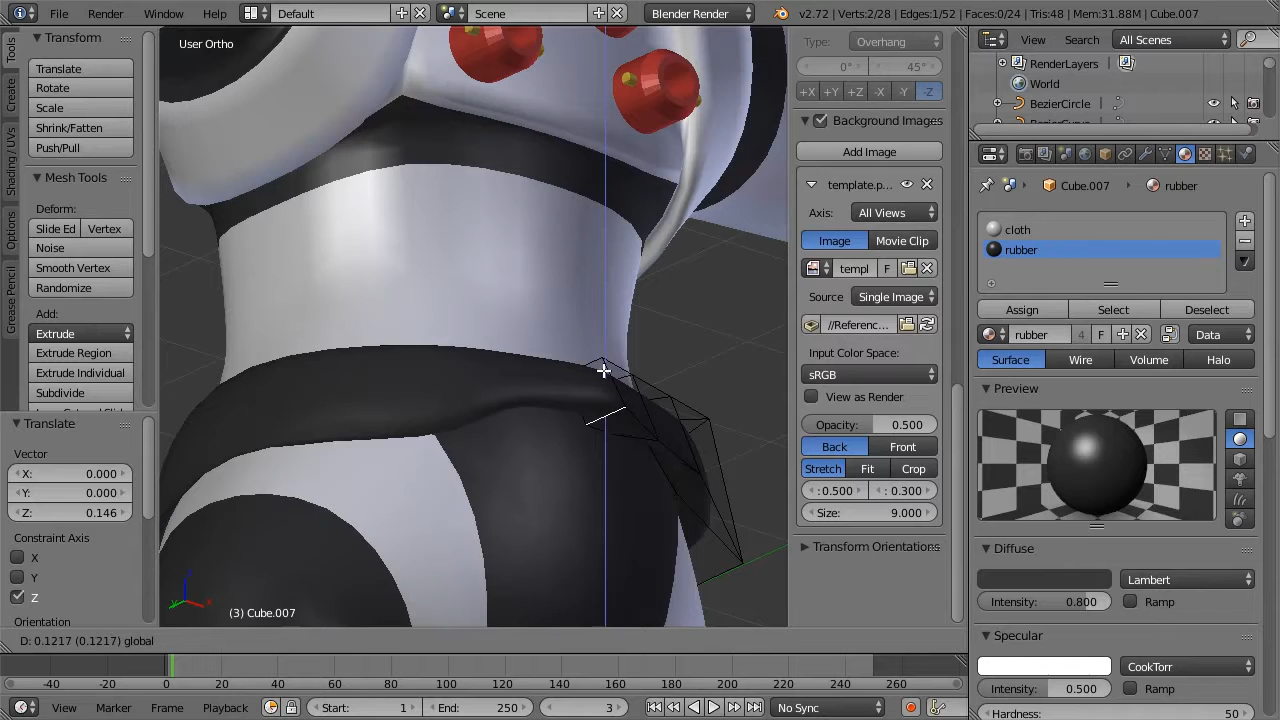 File Render Window Help Default Scene Blender Render v2.72 | Verts:2/28 | Edges:1/52 | Faces:0/24 | Tris:48 | Mem:31.88M | Cube.007
Tools
Create
Shading / UVs
Options
Grease Pencil
Transform
Translate
Rotate
Scale
Shrink/Fatten
Push/Pull
Mesh Tools
Deform:
Slide Ed Vertex
Noise
Smooth Vertex
Randomize
Add:
Extrude
Extrude Region
Extrude Individual
Subdivide
Translate
Vector
X: 0.000
Y: 0.000
Z: 0.146
Constraint Axis
X
Y
Z
Orientation
User Ortho
(3) Cube.007
D: 0.1217 (0.1217) global
Type: Overhang
0° 45°
+X +Y +Z -X -Y -Z
Background Images
Add Image
template.p
Axis: All Views
Image Movie Clip
templ F
Source Single Image
//Referenc...
Input Color Space:
sRGB
View as Render
Opacity: 0.500
Back Front
Stretch Fit Crop
:0.500 : 0.300
Size: 9.000
Transform Orientations
View Search All Scenes
RenderLayers
World
BezierCircle
Cube.007 rubber
cloth
rubber
Assign Select Deselect
rubber 4 F Data
Surface Wire Volume Halo
Preview
Diffuse
Lambert
Intensity: 0.800 Ramp
Specular
CookTorr
Intensity: 0.500 Ramp
Hardness: 50
-40 -20 0 20 40 60 80 100 120 140 160 180 200 220 240 260
View Marker Frame Playback Start: 1 End: 250 3 No Sync